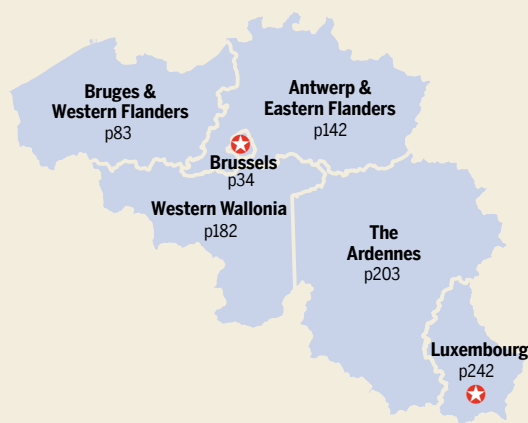 Bruges &
Western Flanders
p83
Antwerp &
Eastern Flanders
p142
Brussels
p34
Western Wallonia
p182
The
Ardennes
p203
Luxembourg
p242